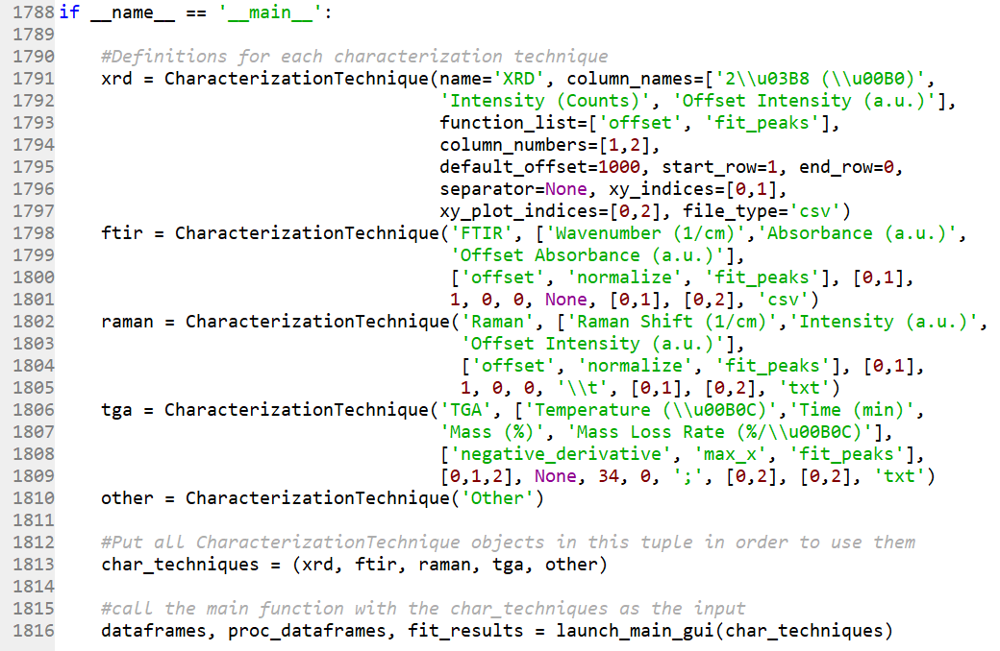 1788 if __name__ == '__main__':
1789
1790     #Definitions for each characterization technique
1791     xrd = CharacterizationTechnique(name='XRD', column_names=['2\\u03B8 (\\u00B0)',
1792                                     'Intensity (Counts)', 'Offset Intensity (a.u.)'],
1793                                     function_list=['offset', 'fit_peaks'],
1794                                     column_numbers=[1,2],
1795                                     default_offset=1000, start_row=1, end_row=0,
1796                                     separator=None, xy_indices=[0,1],
1797                                     xy_plot_indices=[0,2], file_type='csv')
1798     ftir = CharacterizationTechnique('FTIR', ['Wavenumber (1/cm)','Absorbance (a.u.)',
1799                                      'Offset Absorbance (a.u.)'],
1800                                      ['offset', 'normalize', 'fit_peaks'], [0,1],
1801                                      1, 0, 0, None, [0,1], [0,2], 'csv')
1802     raman = CharacterizationTechnique('Raman', ['Raman Shift (1/cm)','Intensity (a.u.)',
1803                                       'Offset Intensity (a.u.)'],
1804                                       ['offset', 'normalize', 'fit_peaks'], [0,1],
1805                                       1, 0, 0, '\\t', [0,1], [0,2], 'txt')
1806     tga = CharacterizationTechnique('TGA', ['Temperature (\\u00B0C)','Time (min)',
1807                                     'Mass (%)', 'Mass Loss Rate (%/\\u00B0C)'],
1808                                     ['negative_derivative', 'max_x', 'fit_peaks'],
1809                                     [0,1,2], None, 34, 0, ';', [0,2], [0,2], 'txt')
1810     other = CharacterizationTechnique('Other')
1811
1812     #Put all CharacterizationTechnique objects in this tuple in order to use them
1813     char_techniques = (xrd, ftir, raman, tga, other)
1814
1815     #call the main function with the char_techniques as the input
1816     dataframes, proc_dataframes, fit_results = launch_main_gui(char_techniques)